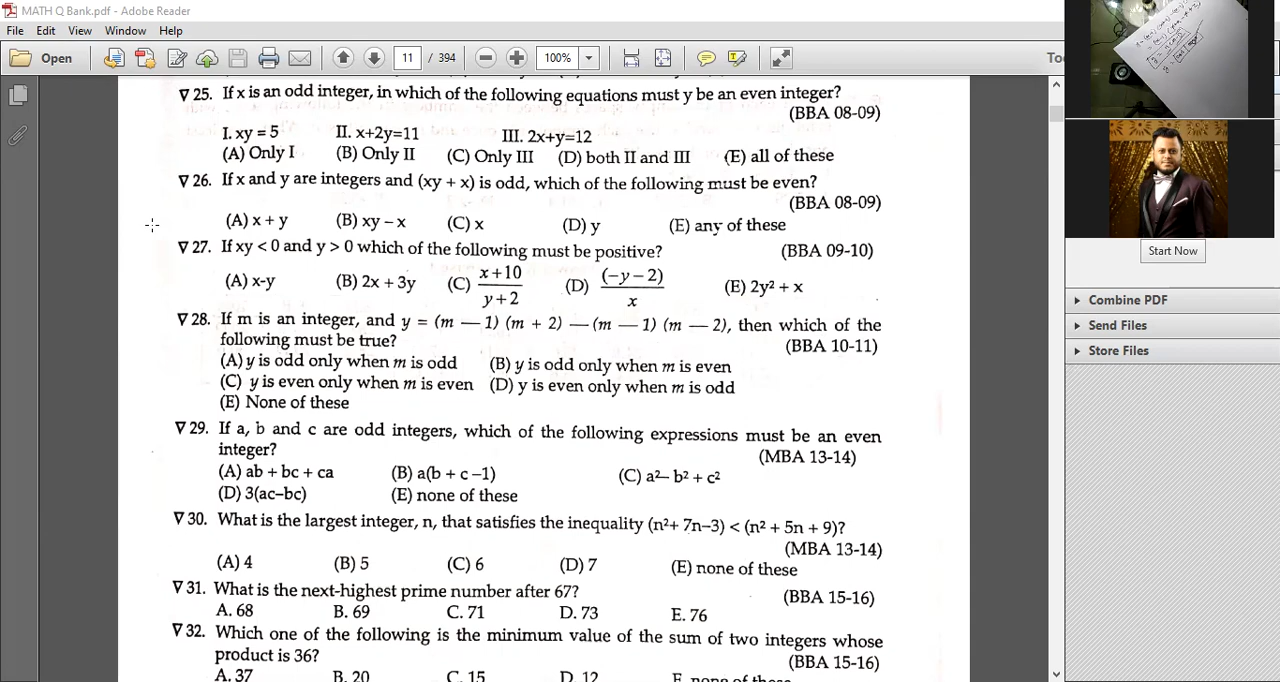 MATH Q Bank.pdf - Adobe Reader
File Edit View Window Help
Open 11 / 394 100%
∇ 25. If x is an odd integer, in which of the following equations must y be an even integer?
(BBA 08-09)
I. xy = 5 II. x+2y=11 III. 2x+y=12
(A) Only I (B) Only II (C) Only III (D) both II and III (E) all of these
∇ 26. If x and y are integers and (xy + x) is odd, which of the following must be even?
(BBA 08-09)
(A) x + y (B) xy – x (C) x (D) y (E) any of these
∇ 27. If xy < 0 and y > 0 which of the following must be positive? (BBA 09-10)
(A) x-y (B) 2x + 3y (C) x+10 / y+2 (D) (–y – 2) / x (E) 2y² + x
∇ 28. If m is an integer, and y = (m — 1) (m + 2) — (m — 1) (m — 2), then which of the
following must be true? (BBA 10-11)
(A) y is odd only when m is odd (B) y is odd only when m is even
(C) y is even only when m is even (D) y is even only when m is odd
(E) None of these
∇ 29. If a, b and c are odd integers, which of the following expressions must be an even
integer? (MBA 13-14)
(A) ab + bc + ca (B) a(b + c –1) (C) a²– b² + c²
(D) 3(ac–bc) (E) none of these
∇ 30. What is the largest integer, n, that satisfies the inequality (n²+ 7n–3) < (n² + 5n + 9)?
(MBA 13-14)
(A) 4 (B) 5 (C) 6 (D) 7 (E) none of these
∇ 31. What is the next-highest prime number after 67? (BBA 15-16)
A. 68 B. 69 C. 71 D. 73 E. 76
∇ 32. Which one of the following is the minimum value of the sum of two integers whose
product is 36? (BBA 15-16)
A. 37 B. 20 C. 15 D. 12 E. none of these
Start Now
Combine PDF
Send Files
Store Files